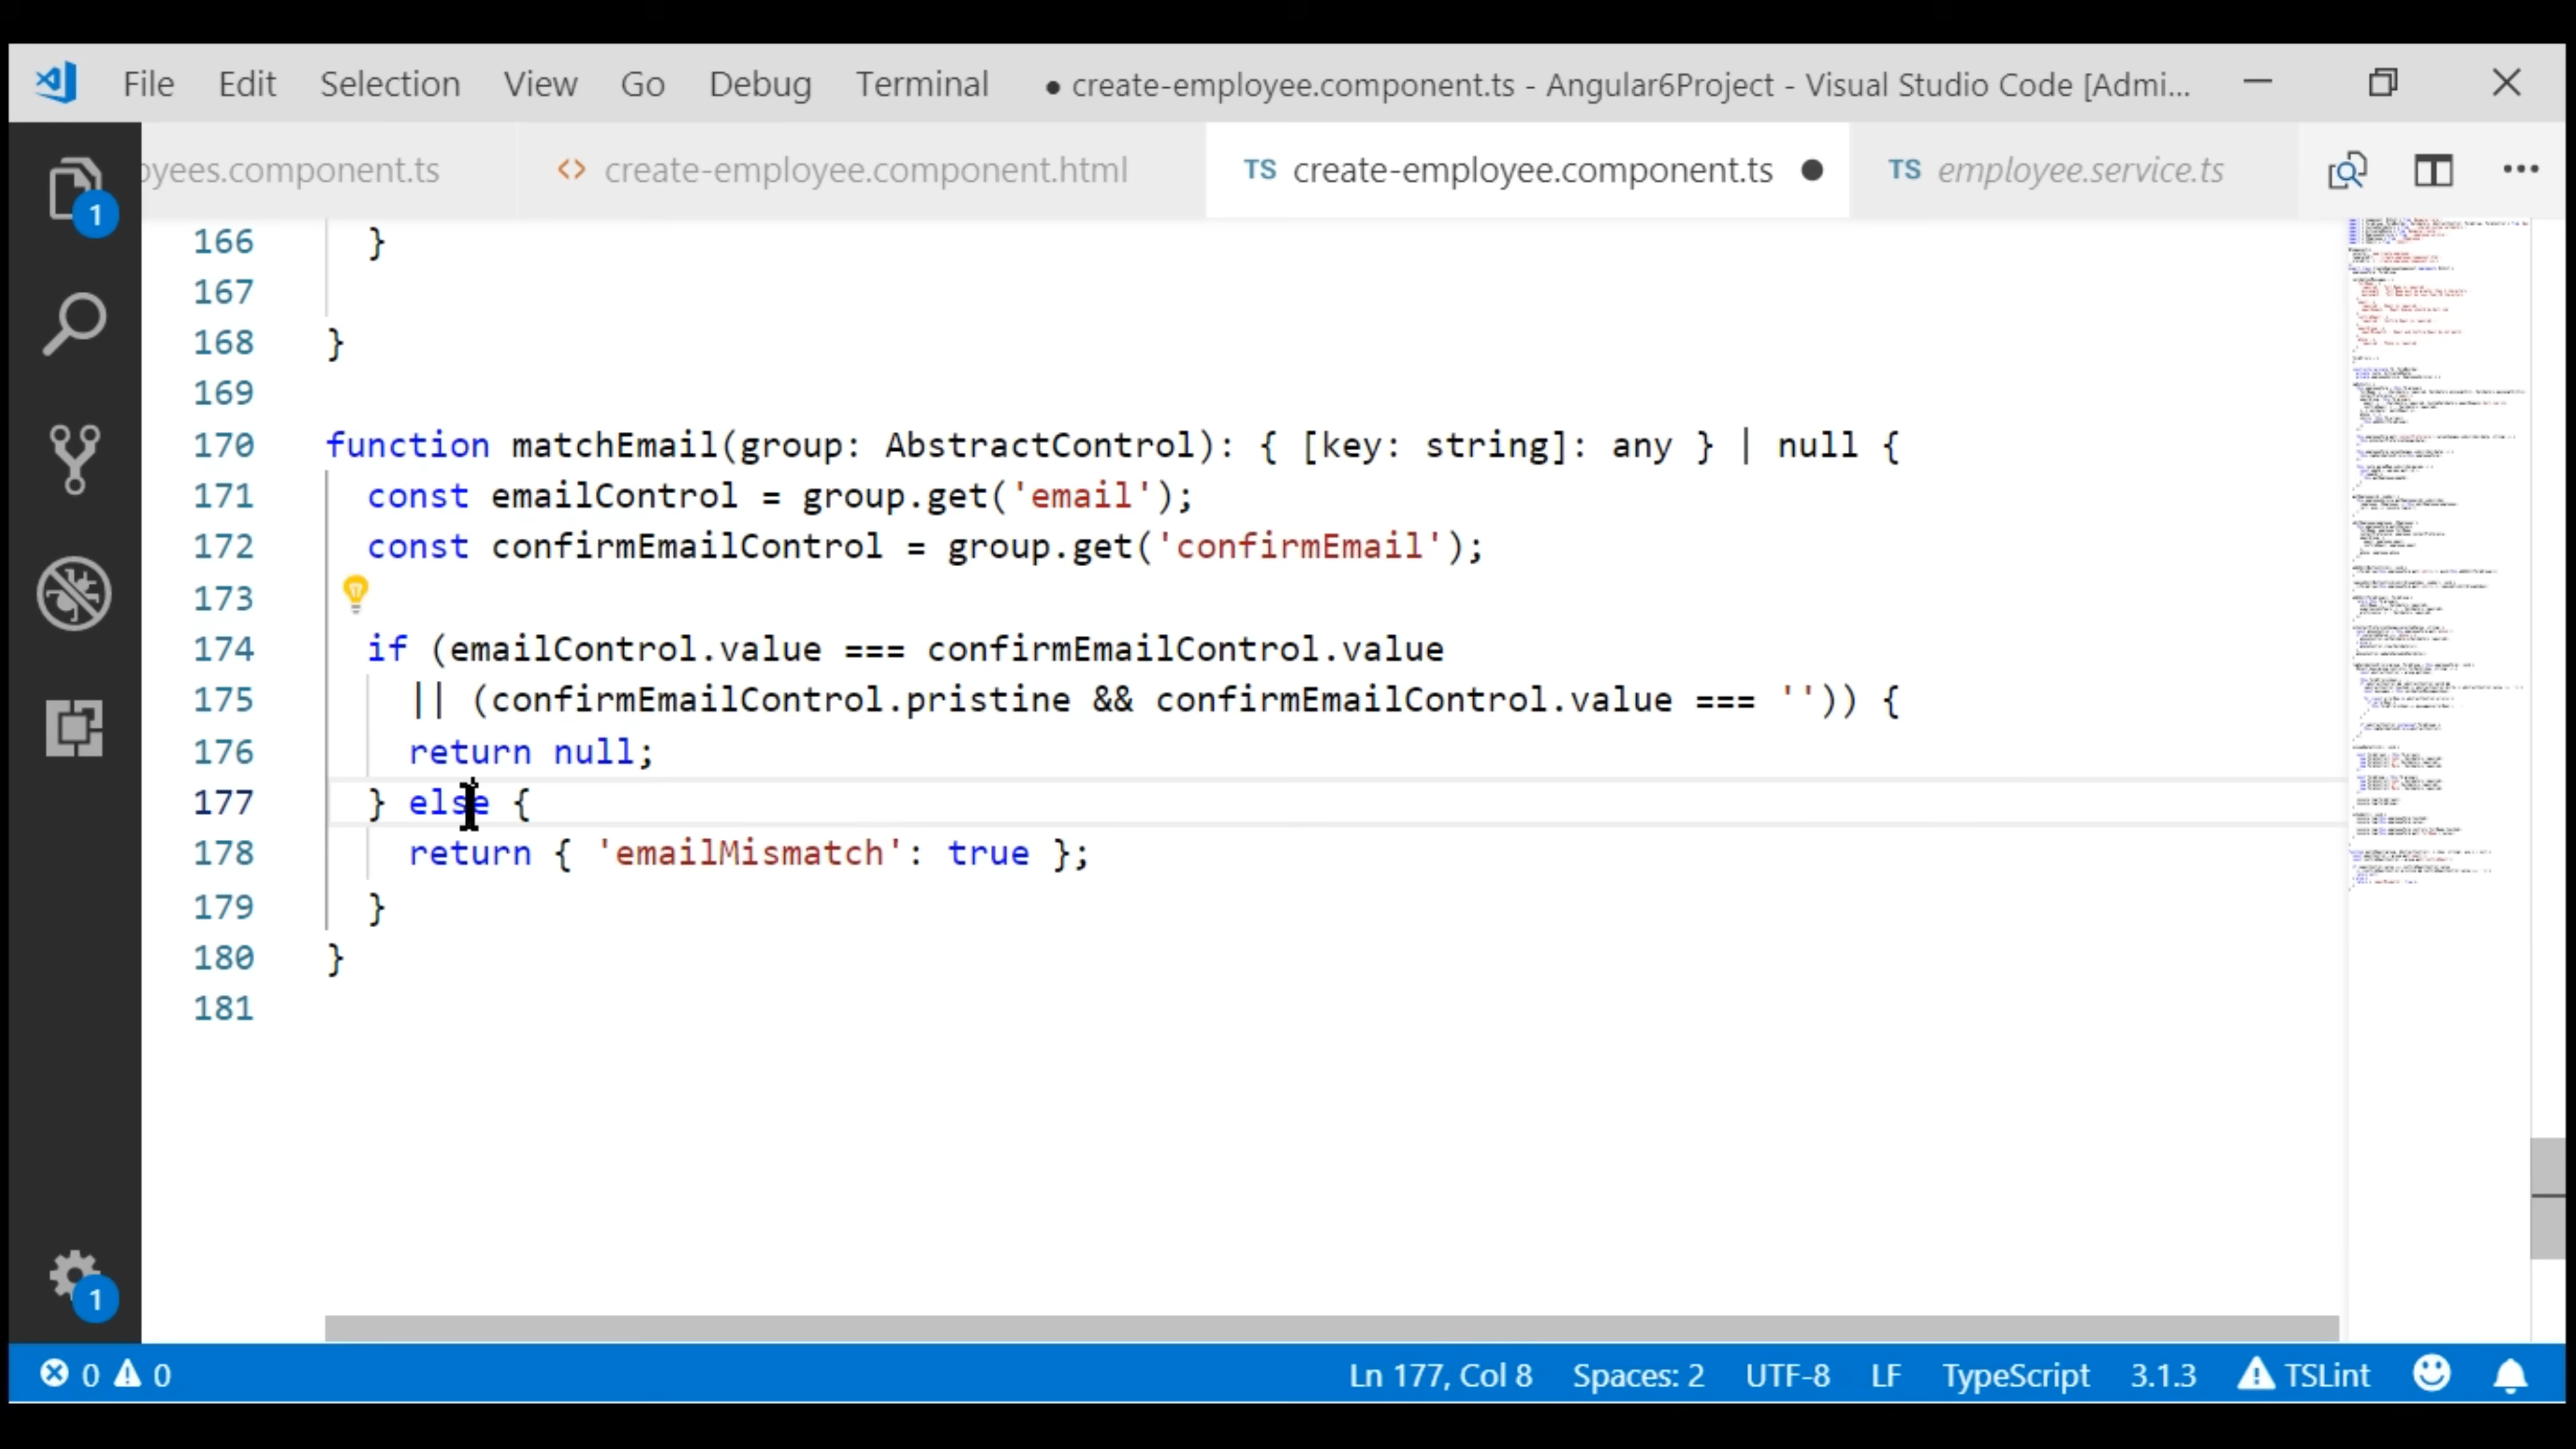 File Edit Selection View Go Debug Terminal ● create-employee.component.ts - Angular6Project - Visual Studio Code [Admi...
oyees.component.ts <> create-employee.component.html TS create-employee.component.ts ● TS employee.service.ts
1
166 }
167
168 }
169
170 function matchEmail(group: AbstractControl): { [key: string]: any } | null {
171 const emailControl = group.get('email');
172 const confirmEmailControl = group.get('confirmEmail');
173
174 if (emailControl.value === confirmEmailControl.value
175 || (confirmEmailControl.pristine && confirmEmailControl.value === '')) {
176 return null;
177 } else {
178 return { 'emailMismatch': true };
179 }
180 }
181
1
0 0 Ln 177, Col 8 Spaces: 2 UTF-8 LF TypeScript 3.1.3 TSLint